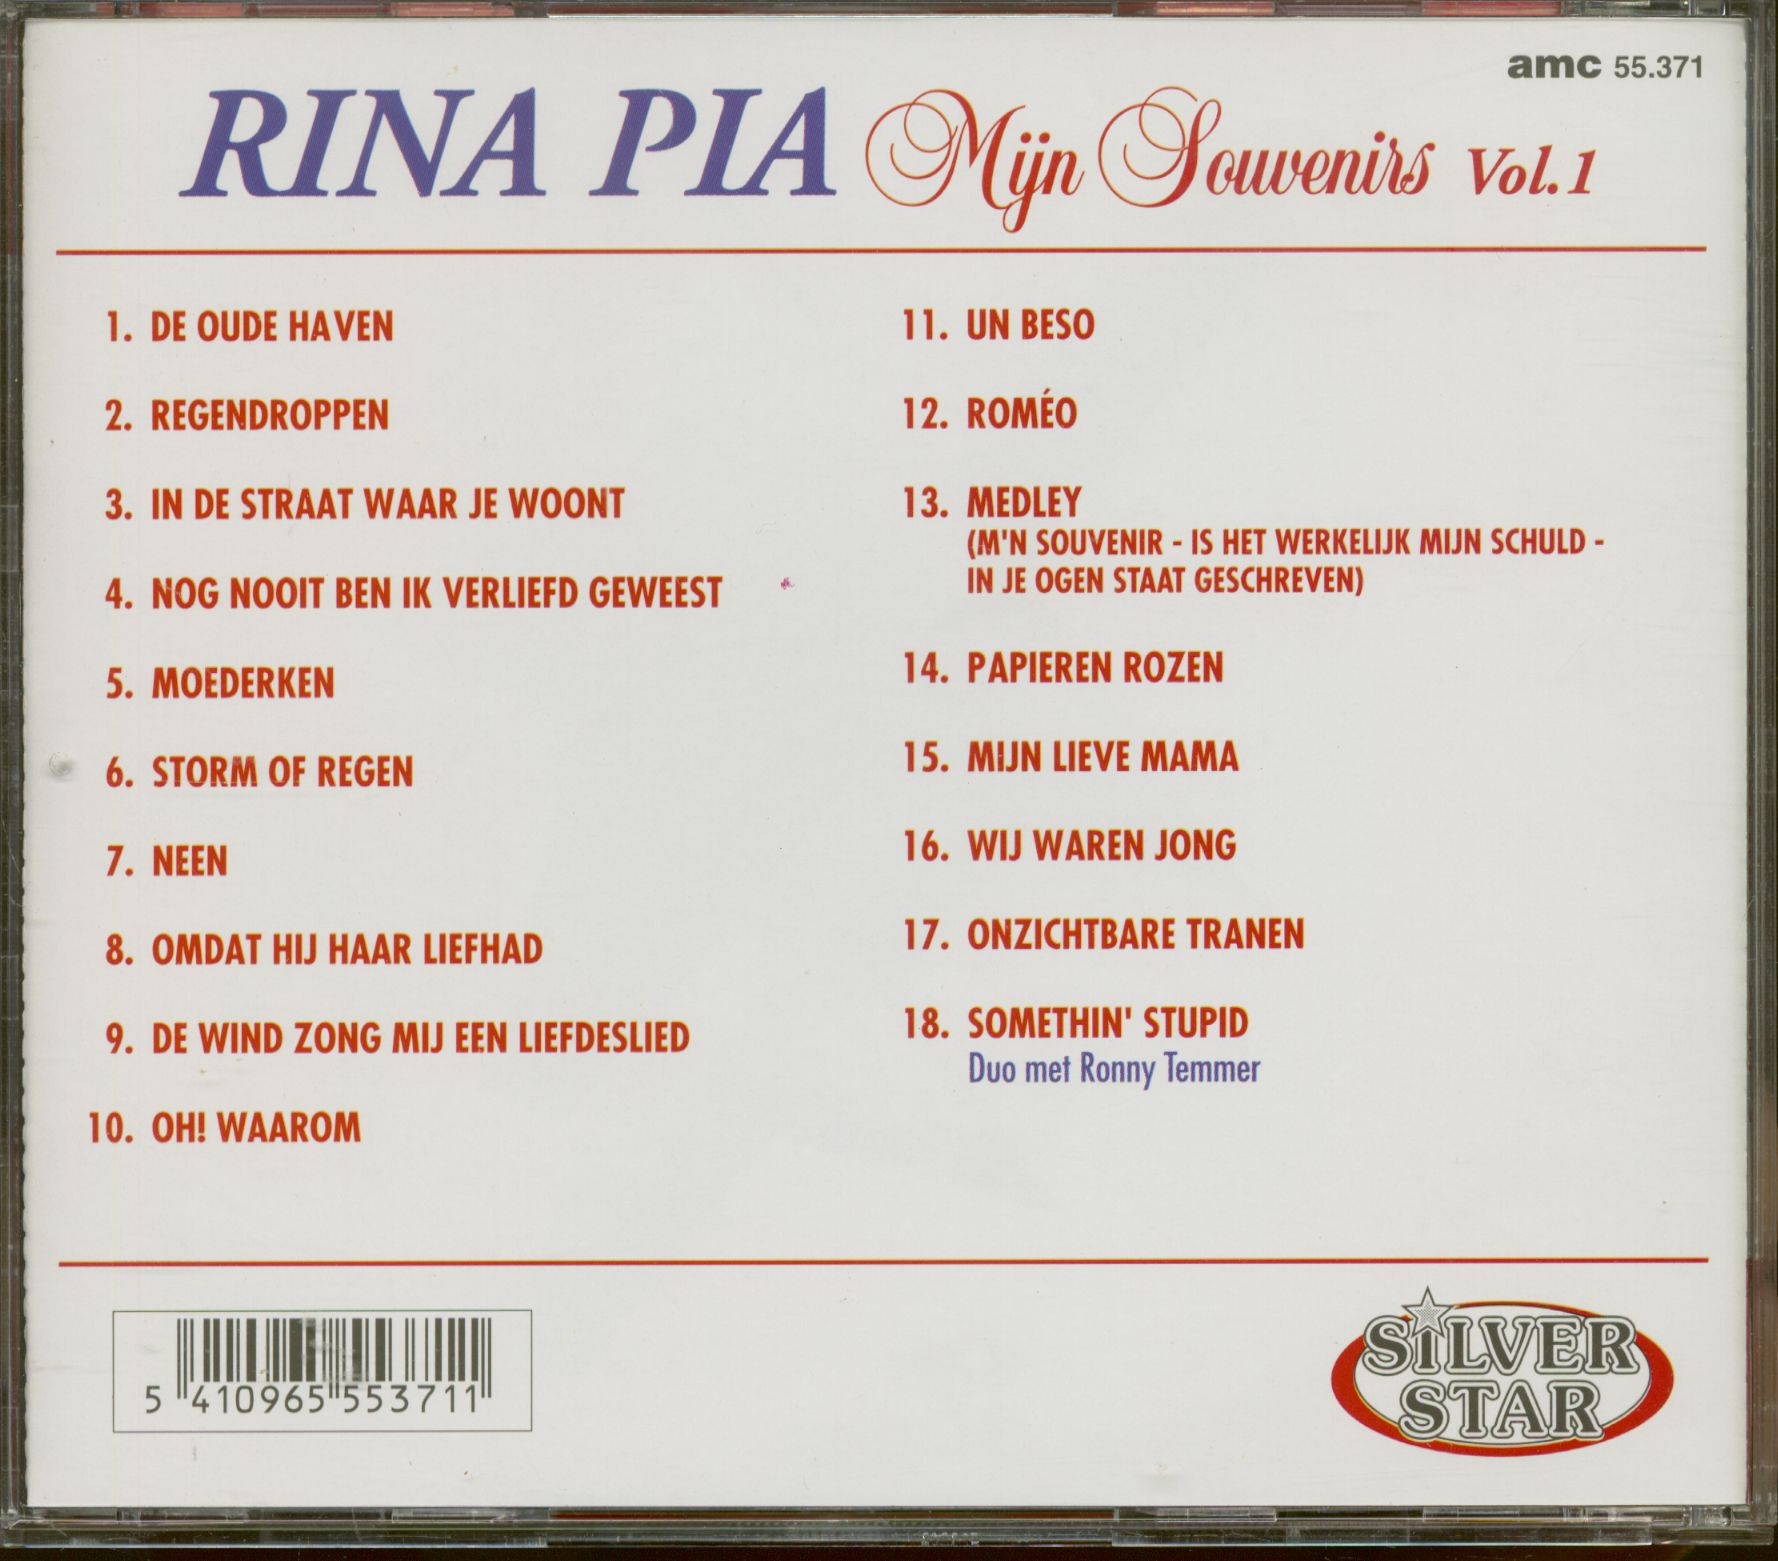 amc 55.371
RINA PIA Mijn Souvenirs Vol. 1
1. DE OUDE HAVEN
2. REGENDROPPEN
3. IN DE STRAAT WAAR JE WOONT
4. NOG NOOIT BEN IK VERLIEFD GEWEEST
5. MOEDERKEN
6. STORM OF REGEN
7. NEEN
8. OMDAT HIJ HAAR LIEFHAD
9. DE WIND ZONG MIJ EEN LIEFDESLIED
10. OH! WAAROM
11. UN BESO
12. ROMÉO
13. MEDLEY
(M'N SOUVENIR - IS HET WERKELIJK MIJN SCHULD -
IN JE OGEN STAAT GESCHREVEN)
14. PAPIEREN ROZEN
15. MIJN LIEVE MAMA
16. WIJ WAREN JONG
17. ONZICHTBARE TRANEN
18. SOMETHIN' STUPID
Duo met Ronny Temmer
5 410965 553711
SILVER
STAR